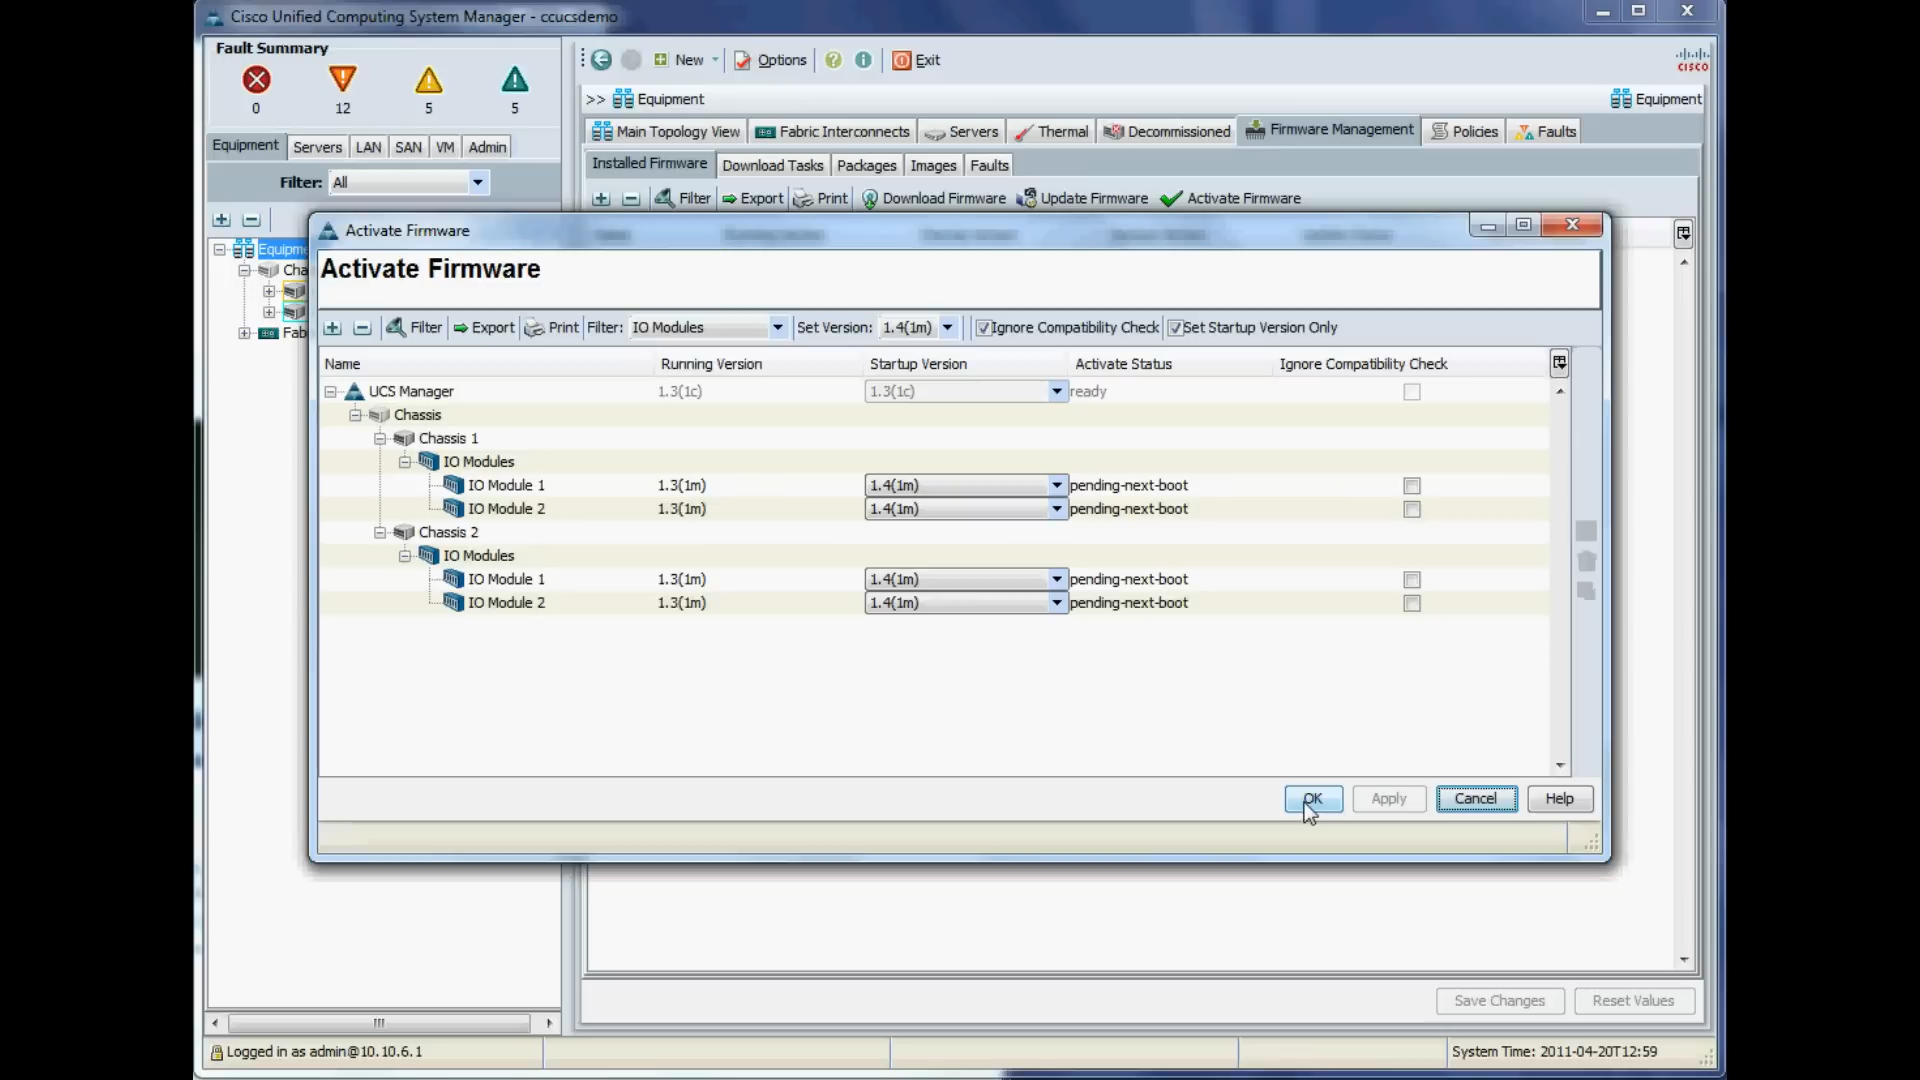 Cisco Unified Computing System Manager - ccucsdemo
Fault Summary
0 12 5 5
New Options Exit
CISCO
>> Equipment Equipment
Equipment Servers LAN SAN VM Admin
Main Topology View Fabric Interconnects Servers Thermal Decommissioned Firmware Management Policies Faults
Installed Firmware Download Tasks Packages Images Faults
Filter: All
Filter Export Print Download Firmware Update Firmware Activate Firmware
Equipme
Cha
Fab
Activate Firmware
Activate Firmware
Filter Export Print Filter: IO Modules Set Version: 1.4(1m) Ignore Compatibility Check Set Startup Version Only
Name Running Version Startup Version Activate Status Ignore Compatibility Check
UCS Manager 1.3(1c) 1.3(1c) ready
Chassis
Chassis 1
IO Modules
IO Module 1 1.3(1m) 1.4(1m) pending-next-boot
IO Module 2 1.3(1m) 1.4(1m) pending-next-boot
Chassis 2
IO Modules
IO Module 1 1.3(1m) 1.4(1m) pending-next-boot
IO Module 2 1.3(1m) 1.4(1m) pending-next-boot
OK Apply Cancel Help
Save Changes Reset Values
Logged in as admin@10.10.6.1
System Time: 2011-04-20T12:59